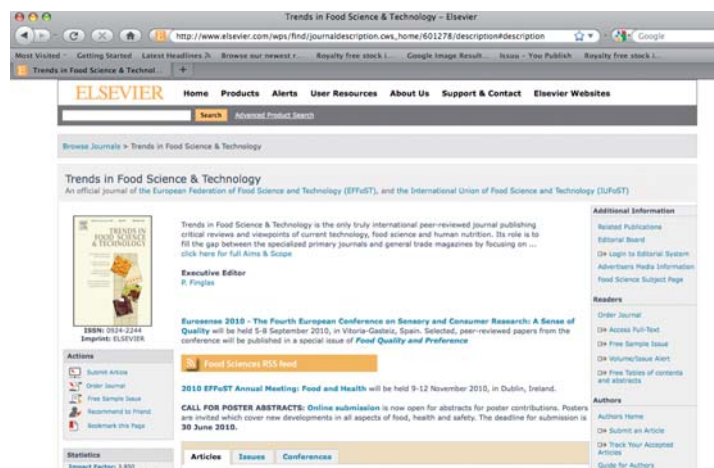 Trends in Food Science & Technology – Elsevier
http://www.elsevier.com/wps/find/journaldescription.cws_home/601278/description#description
Google
Most Visited Getting Started Latest Headlines Browse our newest r... Royalty free stock i... Google Image Result... Issuu - You Publish Royalty free stock i...
Trends in Food Science & Technol...
ELSEVIER
Home Products Alerts User Resources About Us Support & Contact Elsevier Websites
Search Advanced Product Search
Browse Journals > Trends in Food Science & Technology
Trends in Food Science & Technology
An official journal of the European Federation of Food Science and Technology (EFFoST), and the International Union of Food Science and Technology (IUFoST)
TRENDS IN
FOOD SCIENCE
& TECHNOLOGY
ISSN: 0924-2244
Imprint: ELSEVIER
Actions
Submit Article
Order Journal
Free Sample Issue
Recommend to Friend
Bookmark this Page
Statistics
Impact Factor:
Trends in Food Science & Technology is the only truly international peer-reviewed journal publishing
critical reviews and viewpoints of current technology, food science and human nutrition. Its role is to
fill the gap between the specialized primary journals and general trade magazines by focusing on ...
click here for full Aims & Scope
Executive Editor
P. Finglas
Eurosense 2010 - The Fourth European Conference on Sensory and Consumer Research: A Sense of
Quality will be held 5-8 September 2010, in Vitoria-Gasteiz, Spain. Selected, peer-reviewed papers from the
conference will be published in a special issue of Food Quality and Preference
Food Sciences RSS feed
2010 EFFoST Annual Meeting: Food and Health will be held 9-12 November 2010, in Dublin, Ireland.
CALL FOR POSTER ABSTRACTS: Online submission is now open for abstracts for poster contributions. Posters
are invited which cover new developments in all aspects of food, health and safety. The deadline for submission is
30 June 2010.
Articles Issues Conferences
Additional Information
Related Publications
Editorial Board
Login to Editorial System
Advertisers Media Information
Food Science Subject Page
Readers
Order Journal
Access Full-Text
Free Sample Issue
Volume/Issue Alert
Free Tables of contents
and abstracts
Authors
Authors Home
Submit an Article
Track Your Accepted
Articles
Guide for Authors